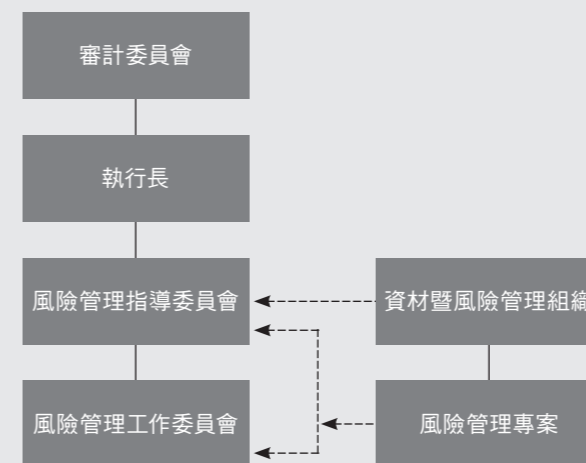 審計委員會
執行長
風險管理指導委員會
資材暨風險管理組織
風險管理工作委員會
風險管理專案